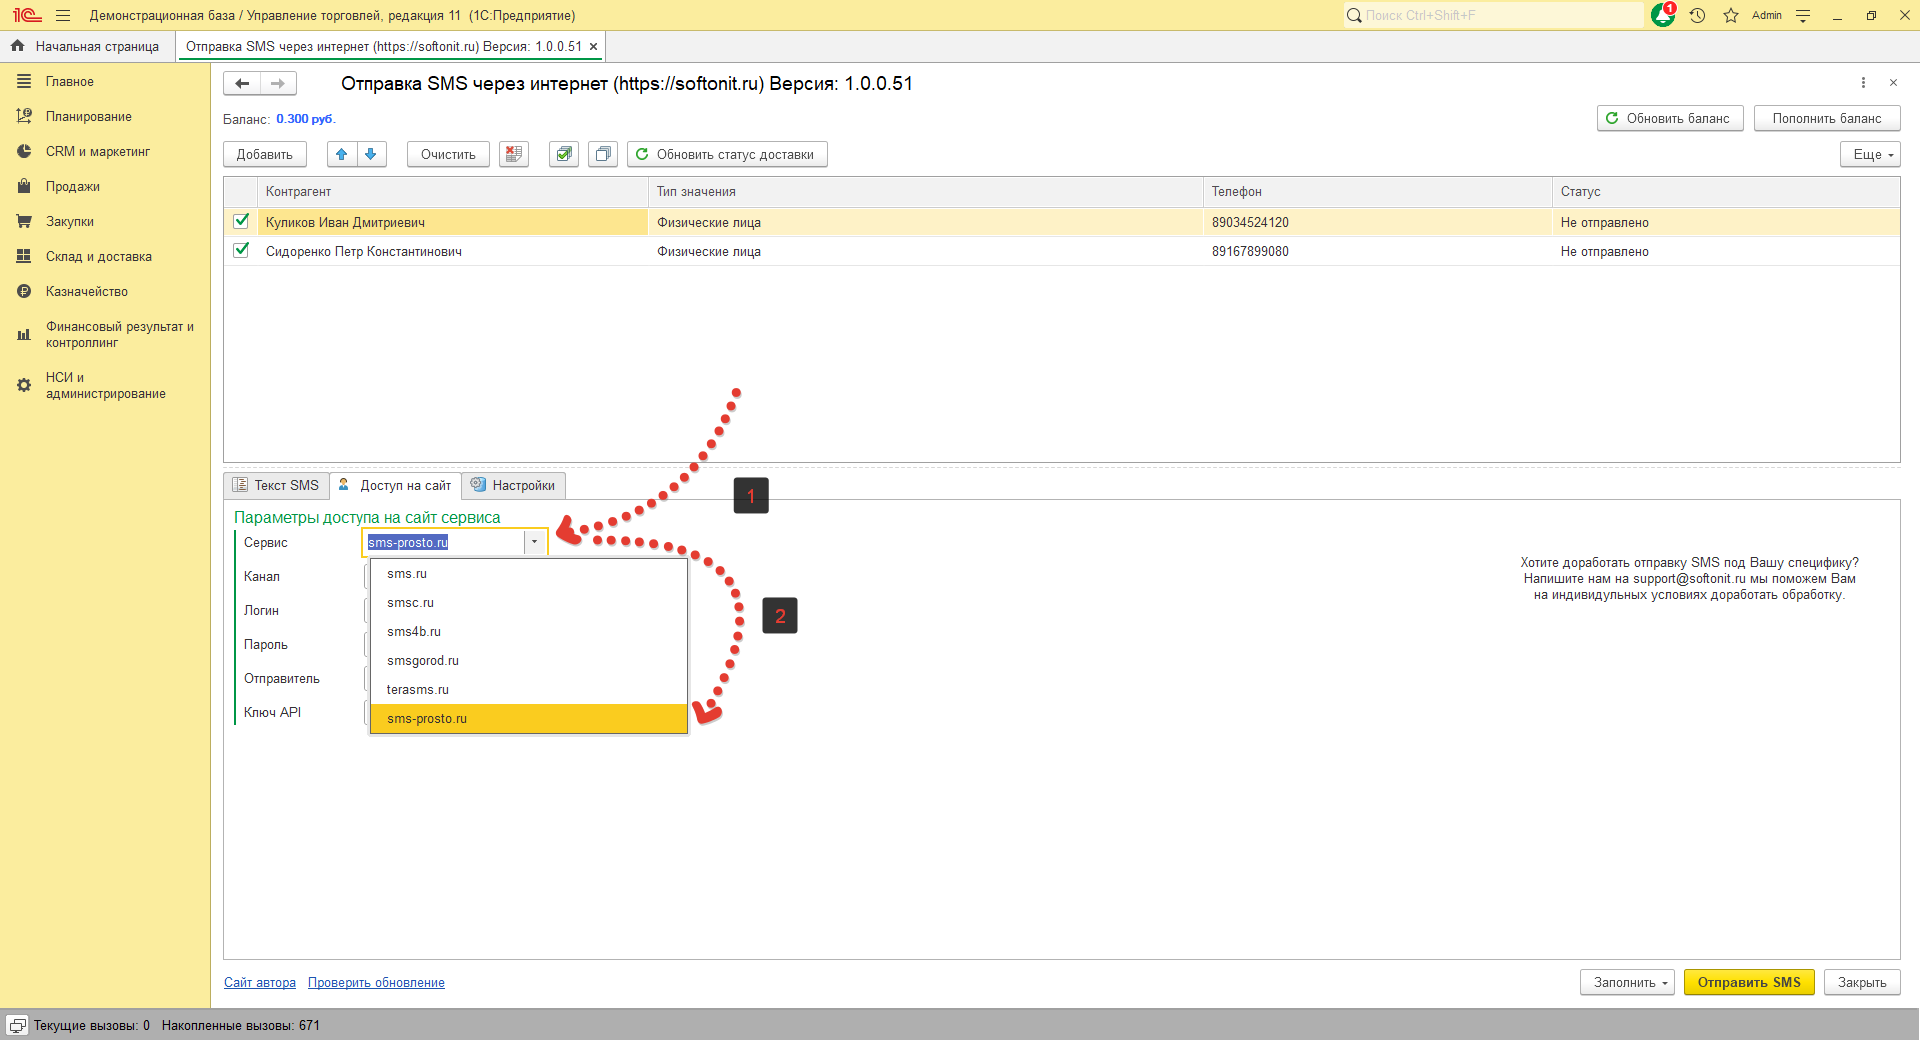 1С Демонстрационная база / Управление торговлей, редакция 11 (1С:Предприятие)
Поиск Ctrl+Shift+F
1
Admin
Начальная страница
Отправка SMS через интернет (https://softonit.ru) Версия: 1.0.0.51
Главное
Планирование
CRM и маркетинг
Продажи
Закупки
Склад и доставка
Казначейство
Финансовый результат и
контроллинг
НСИ и
администрирование
Отправка SMS через интернет (https://softonit.ru) Версия: 1.0.0.51
Баланс: 0.300 руб.
Обновить баланс
Пополнить баланс
Добавить
Очистить
Обновить статус доставки
Еще
Контрагент Тип значения Телефон Статус
Куликов Иван Дмитриевич Физические лица 89034524120 Не отправлено
Сидоренко Петр Константинович Физические лица 89167899080 Не отправлено
Текст SMS
Доступ на сайт
Настройки
1
Параметры доступа на сайт сервиса
Сервис sms-prosto.ru
Канал
Логин
Пароль
Отправитель
Ключ API
sms.ru
smsc.ru
sms4b.ru
smsgorod.ru
terasms.ru
sms-prosto.ru
2
Хотите доработать отправку SMS под Вашу специфику?
Напишите нам на support@softonit.ru мы поможем Вам
на индивидульных условиях доработать обработку.
Сайт автора
Проверить обновление
Заполнить
Отправить SMS
Закрыть
Текущие вызовы: 0 Накопленные вызовы: 671